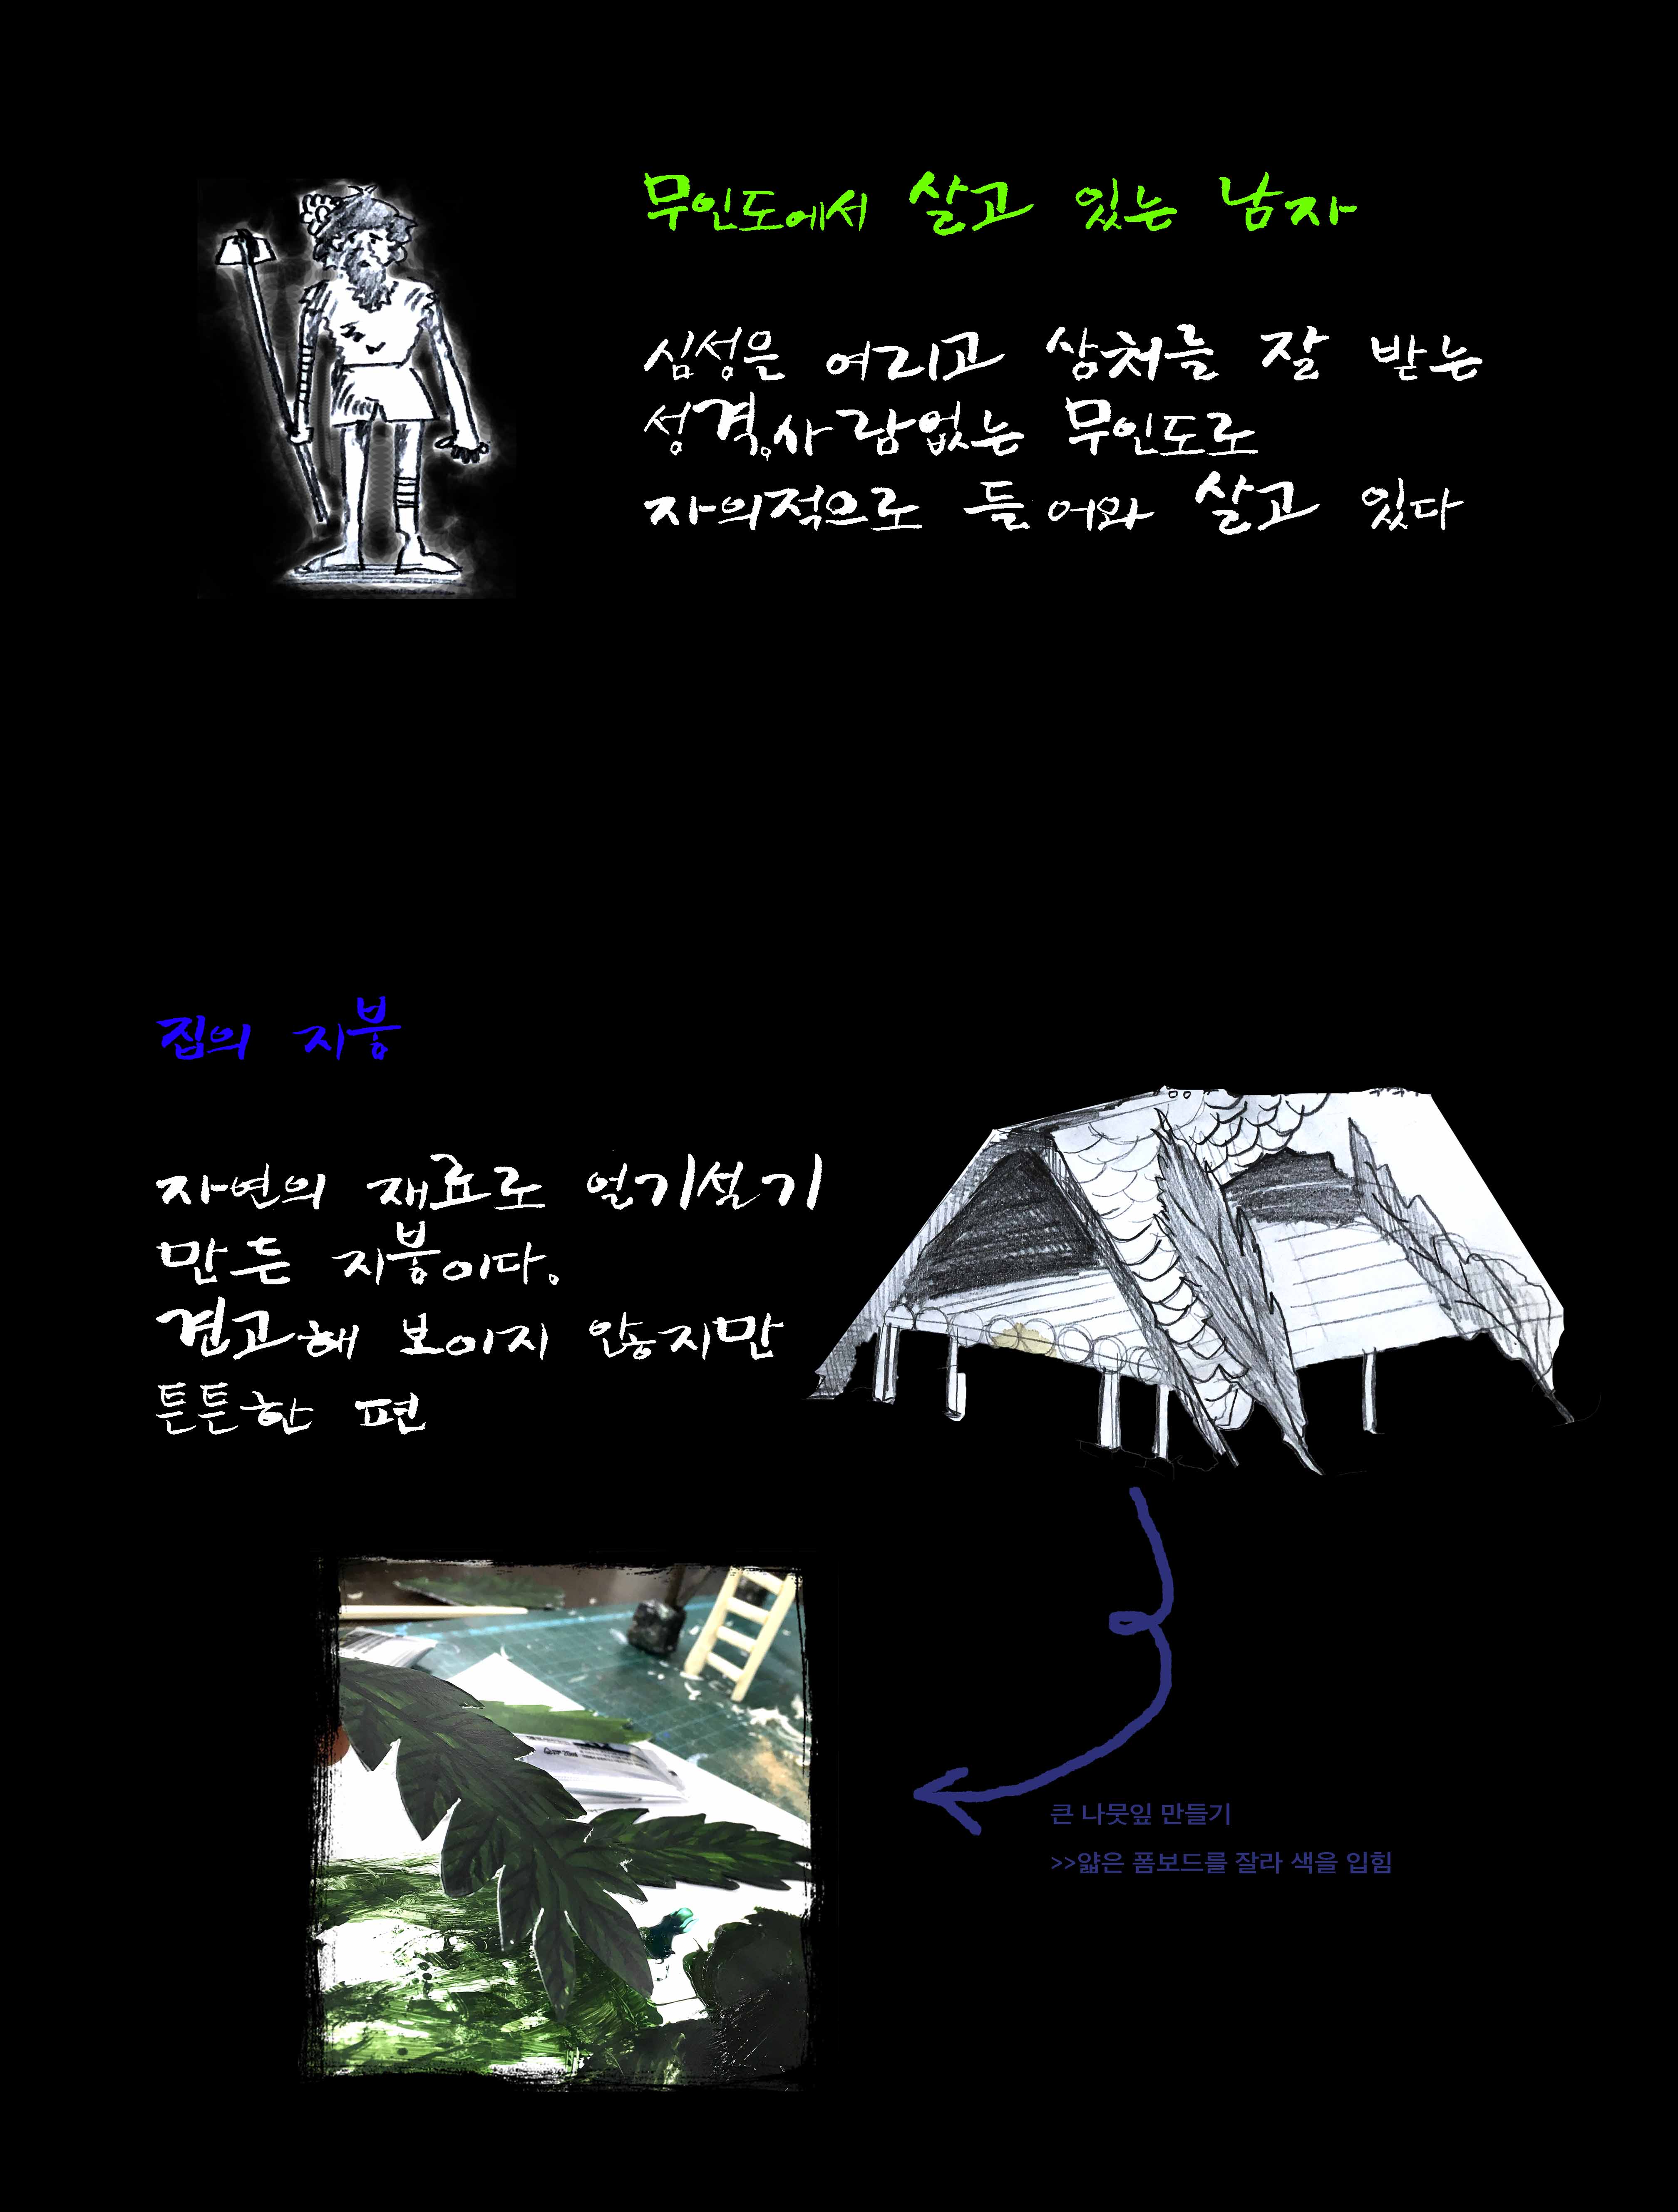 무인도에서 살고 있는 남자
심성은 여리고 상처를 잘 받는
성격.사람없는 무인도로
자의적으로 들어와 살고 있다
집의 지붕
자연의 재료로 얼기설기
만든 지붕이다.
견고해 보이지 않지만
튼튼한 편
큰 나뭇잎 만들기
>>얇은 폼보드를 잘라 색을 입힘